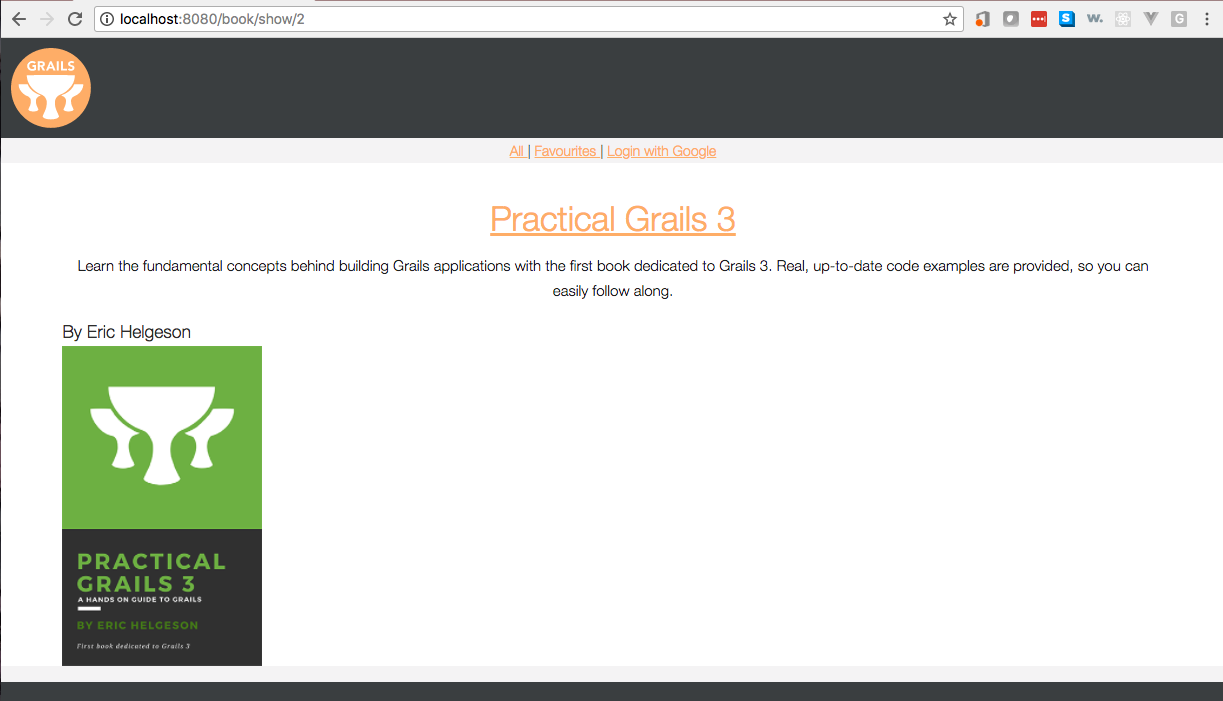 localhost:8080/book/show/2
S
w.
G
GRAILS
All | Favourites | Login with Google
Practical Grails 3
Learn the fundamental concepts behind building Grails applications with the first book dedicated to Grails 3. Real, up-to-date code examples are provided, so you can
easily follow along.
By Eric Helgeson
PRACTICAL
GRAILS 3
A HANDS ON GUIDE TO GRAILS
BY ERIC HELGESON
First book dedicated to Grails 3